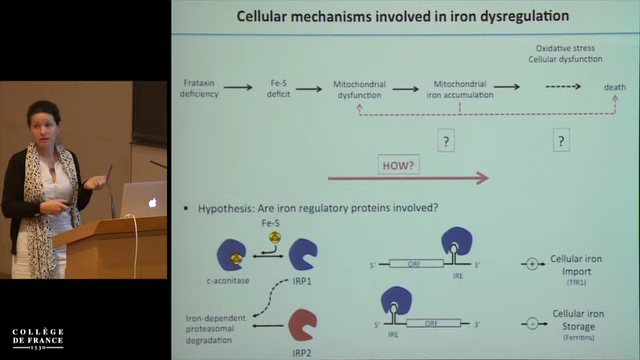 Cellular mechanisms involved in iron dysregulation
Oxidative stress
Cellular dysfunction
Frataxin
deficiency
Fe-S
deficit
Mitochondrial
dysfunction
Mitochondrial
iron accumulation
death
?
?
HOW?
Hypothesis: Are iron regulatory proteins involved?
Fe-S
c-aconitase
IRP1
5'
ORF
3'
IRE
+
Cellular iron
Import
(TfR1)
Iron-dependent
proteasomal
degradation
IRP2
5'
IRE
ORF
3'
-
Cellular iron
Storage
(Ferritins)
COLLÈGE
DE FRANCE
1530